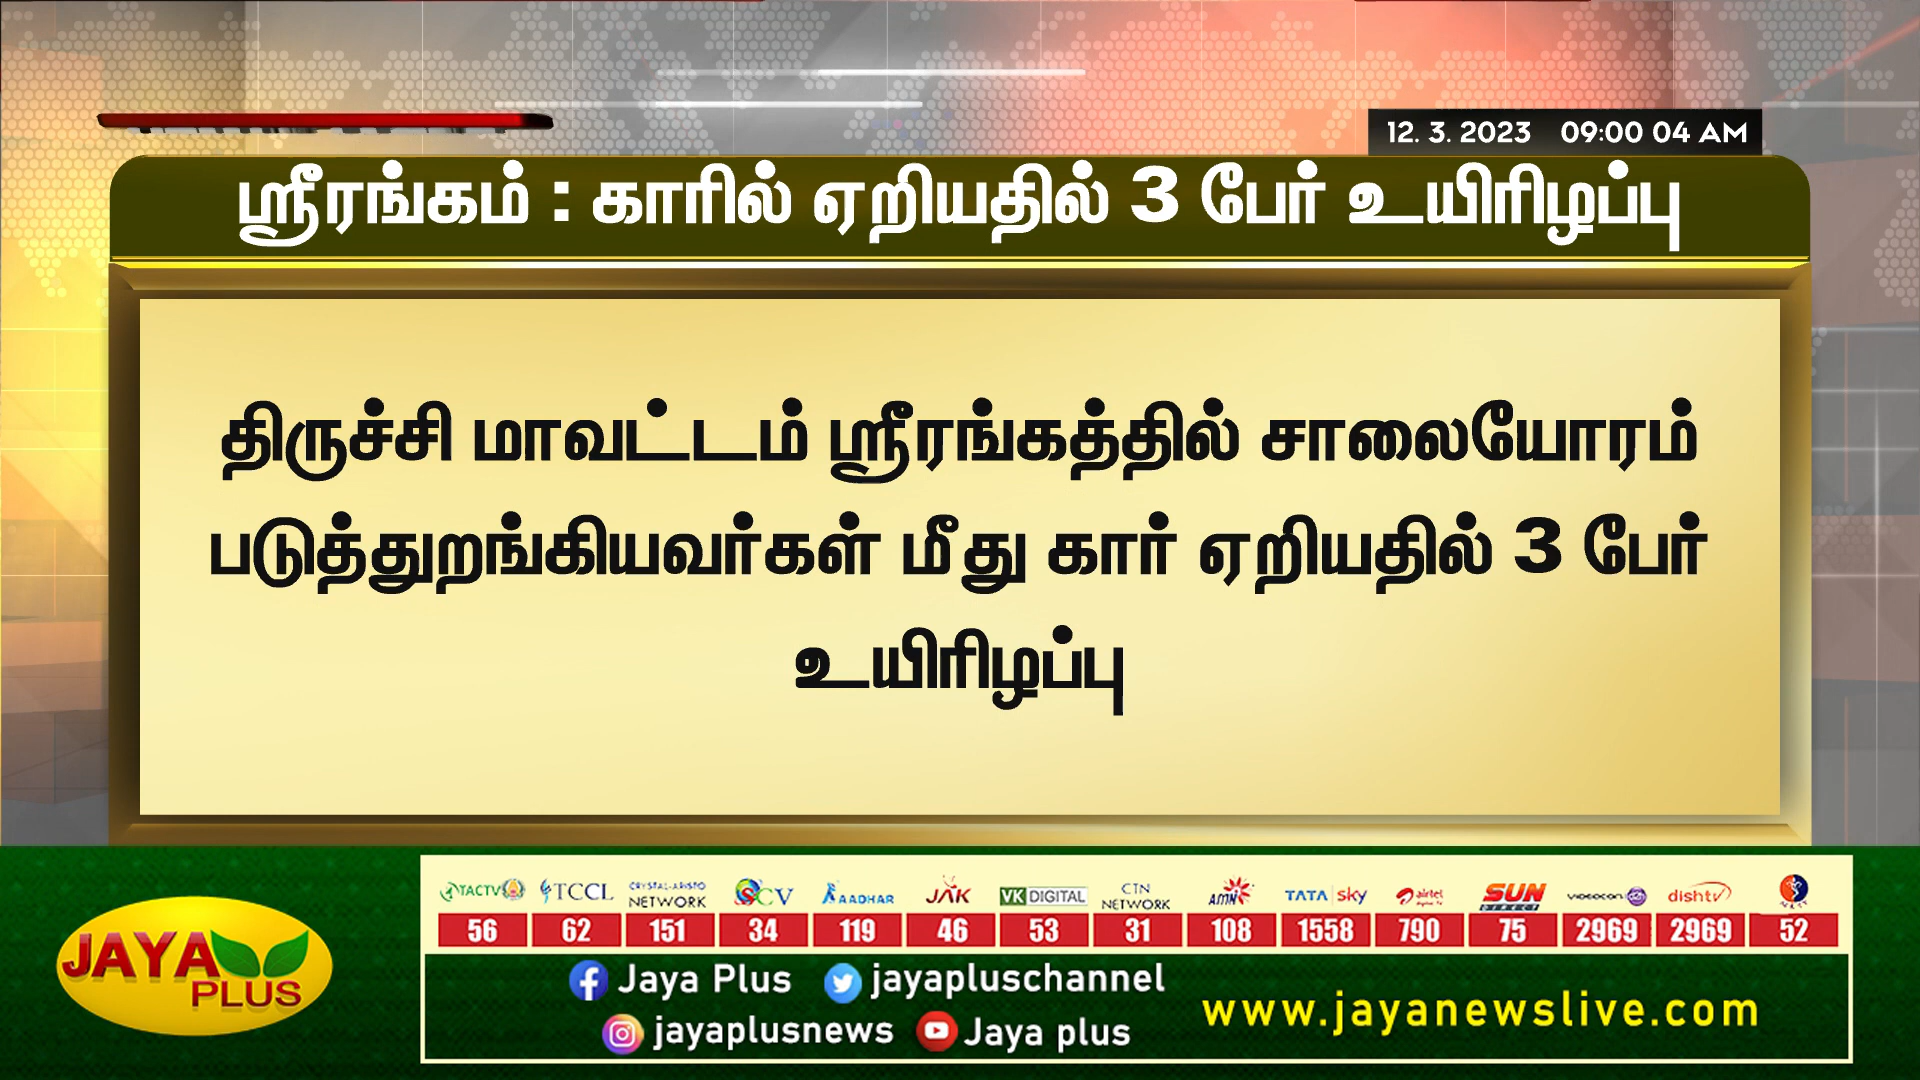 12. 3. 2023 09:00 04 AM
ஸ்ரீரங்கம் : காரில் ஏறியதில் 3 பேர் உயிரிழப்பு
திருச்சி மாவட்டம் ஸ்ரீரங்கத்தில் சாலையோரம்
படுத்துறங்கியவர்கள் மீது கார் ஏறியதில் 3 பேர்
உயிரிழப்பு
JAYA
PLUS
TACTV TCCL CRYSTAL-ARISTO NETWORK SCV AADHAR JAK VK DIGITAL CTN NETWORK AMN TATA sky airtel SUN DIRECT VIDEOCON dishtv
56 62 151 34 119 46 53 31 108 1558 790 75 2969 2969 52
Jaya Plus jayapluschannel
jayaplusnews Jaya plus
www.jayanewslive.com